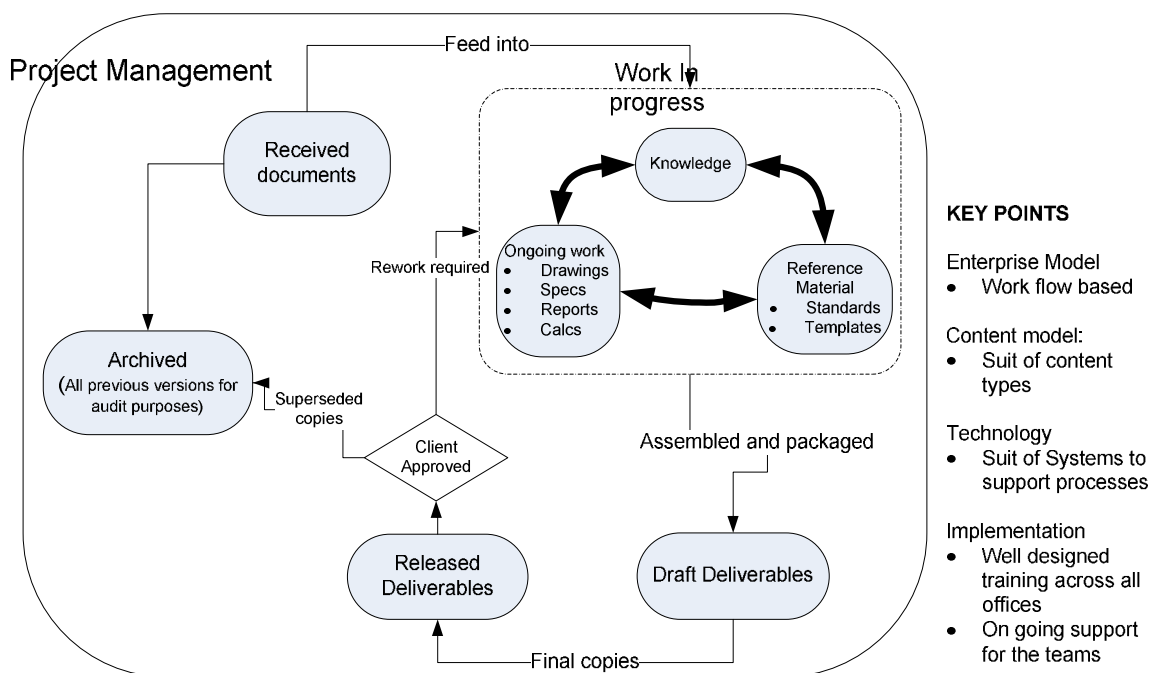 Feed into
Project Management
Work In
progress
Received
documents
Knowledge
Rework required
Ongoing work
• Drawings
• Specs
• Reports
• Calcs
Reference
Material
• Standards
• Templates
Archived
(All previous versions for
audit purposes)
Superseded
copies
Client
Approved
Assembled and packaged
Released
Deliverables
Draft Deliverables
Final copies
KEY POINTS
Enterprise Model
• Work flow based
Content model:
• Suit of content
types
Technology
• Suit of Systems to
support processes
Implementation
• Well designed
training across all
offices
• On going support
for the teams